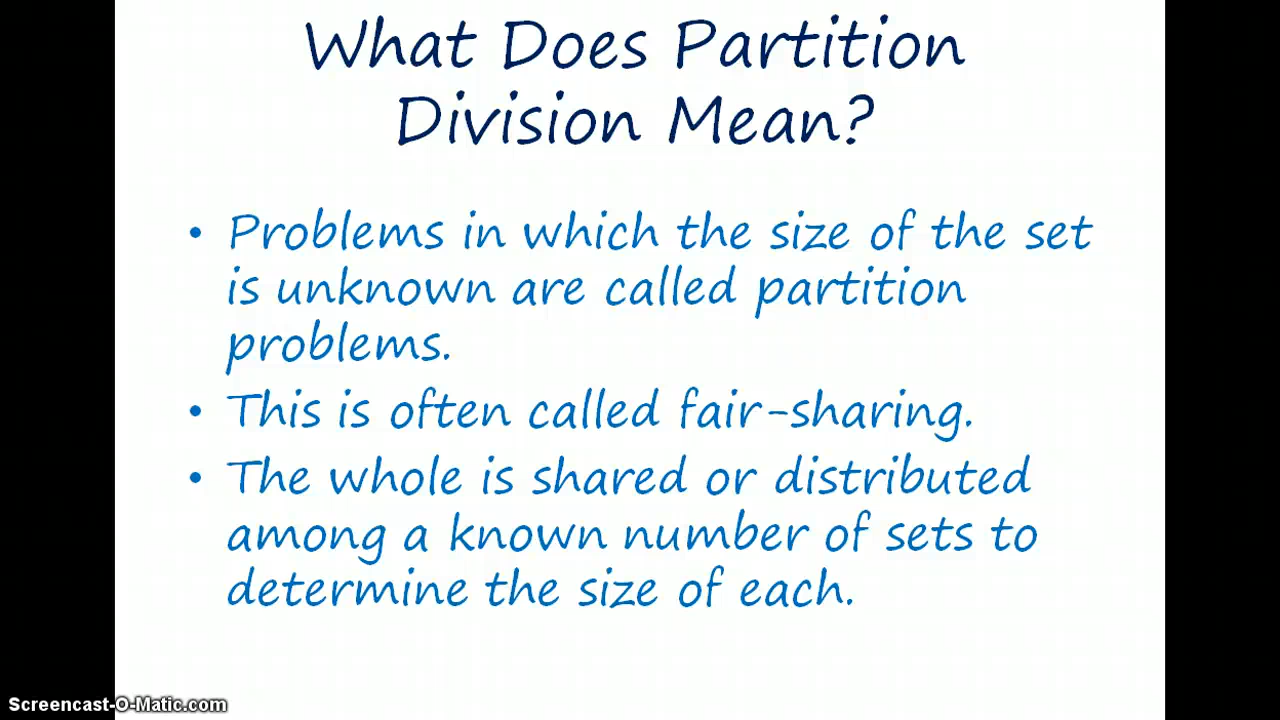 What Does Partition
Division Mean?
• Problems in which the size of the set
is unknown are called partition
problems.
• This is often called fair-sharing.
• The whole is shared or distributed
among a known number of sets to
determine the size of each.
Screencast-O-Matic.com